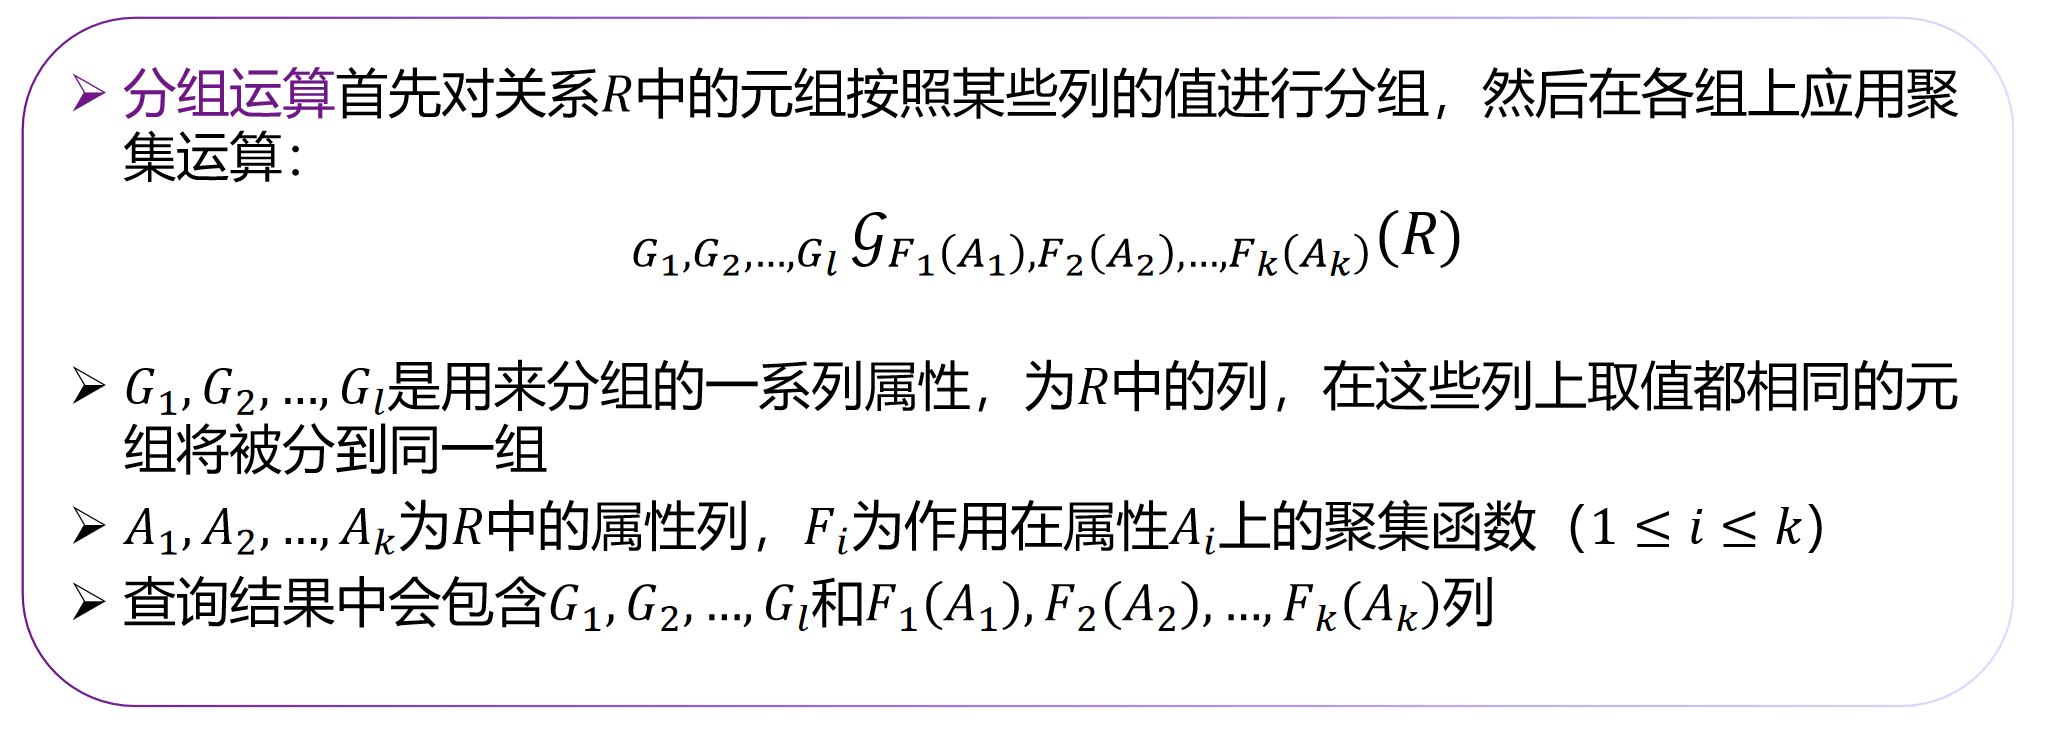 ➢ 分组运算首先对关系R中的元组按照某些列的值进行分组，然后在各组上应用聚
集运算：
G₁,G₂,…,Gₗ 𝒢 F₁(A₁),F₂(A₂),…,Fₖ(Aₖ) (R)
➢ G₁, G₂, …, Gₗ是用来分组的一系列属性，为R中的列，在这些列上取值都相同的元
组将被分到同一组
➢ A₁, A₂, …, Aₖ为R中的属性列，Fᵢ为作用在属性Aᵢ上的聚集函数（1 ≤ i ≤ k）
➢ 查询结果中会包含G₁, G₂, …, Gₗ和F₁(A₁), F₂(A₂), …, Fₖ(Aₖ)列